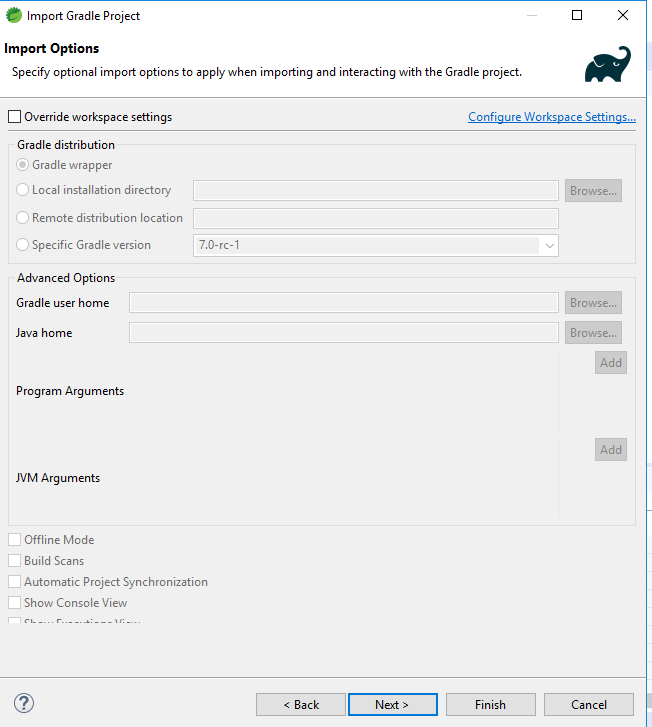 Import Gradle Project
Import Options
Specify optional import options to apply when importing and interacting with the Gradle project.
Override workspace settings Configure Workspace Settings...
Gradle distribution
Gradle wrapper
Local installation directory Browse...
Remote distribution location
Specific Gradle version 7.0-rc-1
Advanced Options
Gradle user home Browse...
Java home Browse...
Add
Program Arguments
Add
JVM Arguments
Offline Mode
Build Scans
Automatic Project Synchronization
Show Console View
Show Executions View
? < Back Next > Finish Cancel